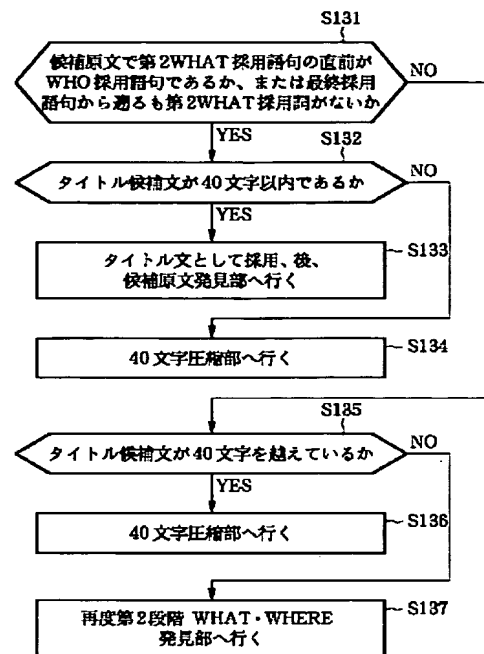 S131
候補原文で第2WHAT採用語句の直前が
WHO採用語句であるか、または最終採用
語句から遡るも第2WHAT採用詞がないか
NO
YES
S132
タイトル候補文が40文字以内であるか
NO
YES
タイトル文として採用、後、
候補原文発見部へ行く
S133
40文字圧縮部へ行く
S134
S135
タイトル候補文が40文字を越えているか
NO
YES
40文字圧縮部へ行く
S136
再度第2段階 WHAT・WHERE
発見部へ行く
S137